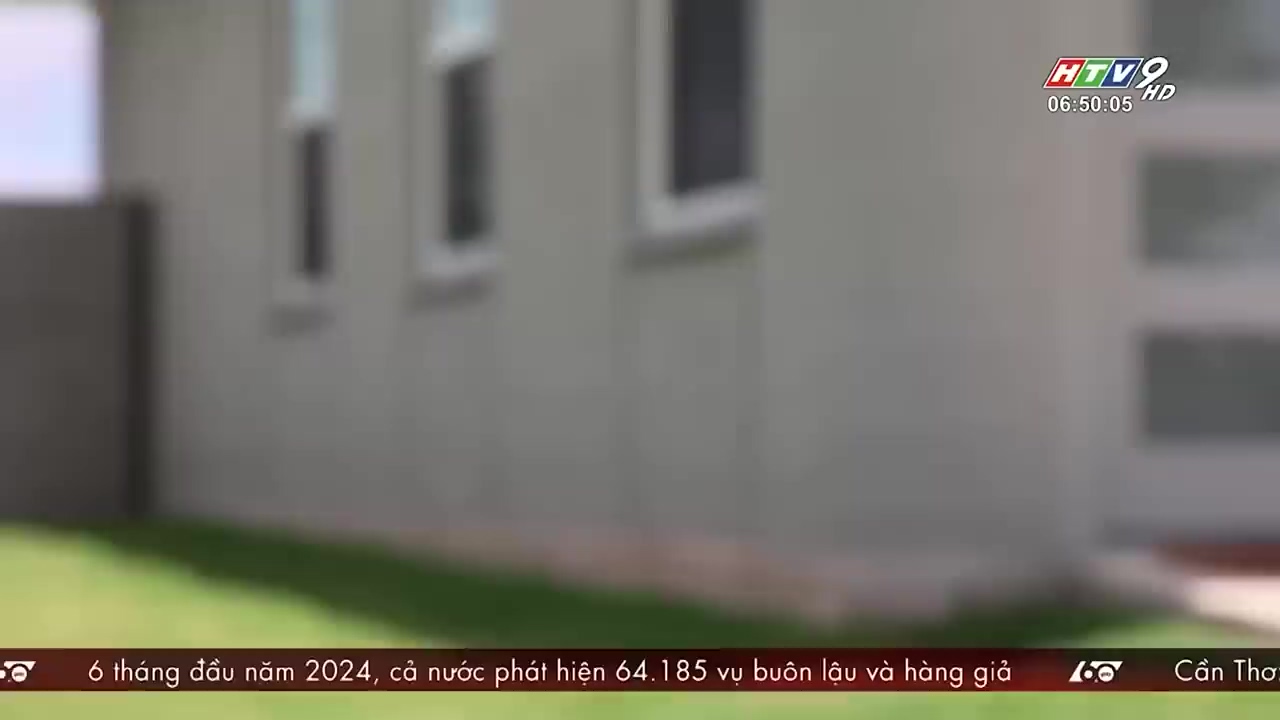 HTV9
HD
06:50:05
6 tháng đầu năm 2024, cả nước phát hiện 64.185 vụ buôn lậu và hàng giả
60
Cần Thơ: